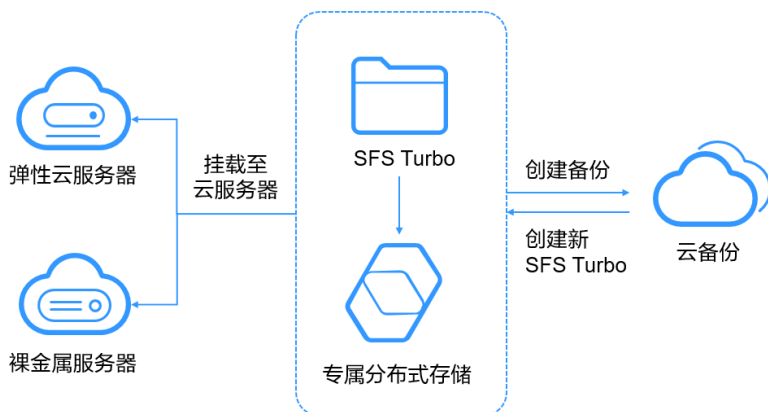 弹性云服务器
裸金属服务器
挂载至
云服务器
SFS Turbo
专属分布式存储
创建备份
创建新
SFS Turbo
云备份